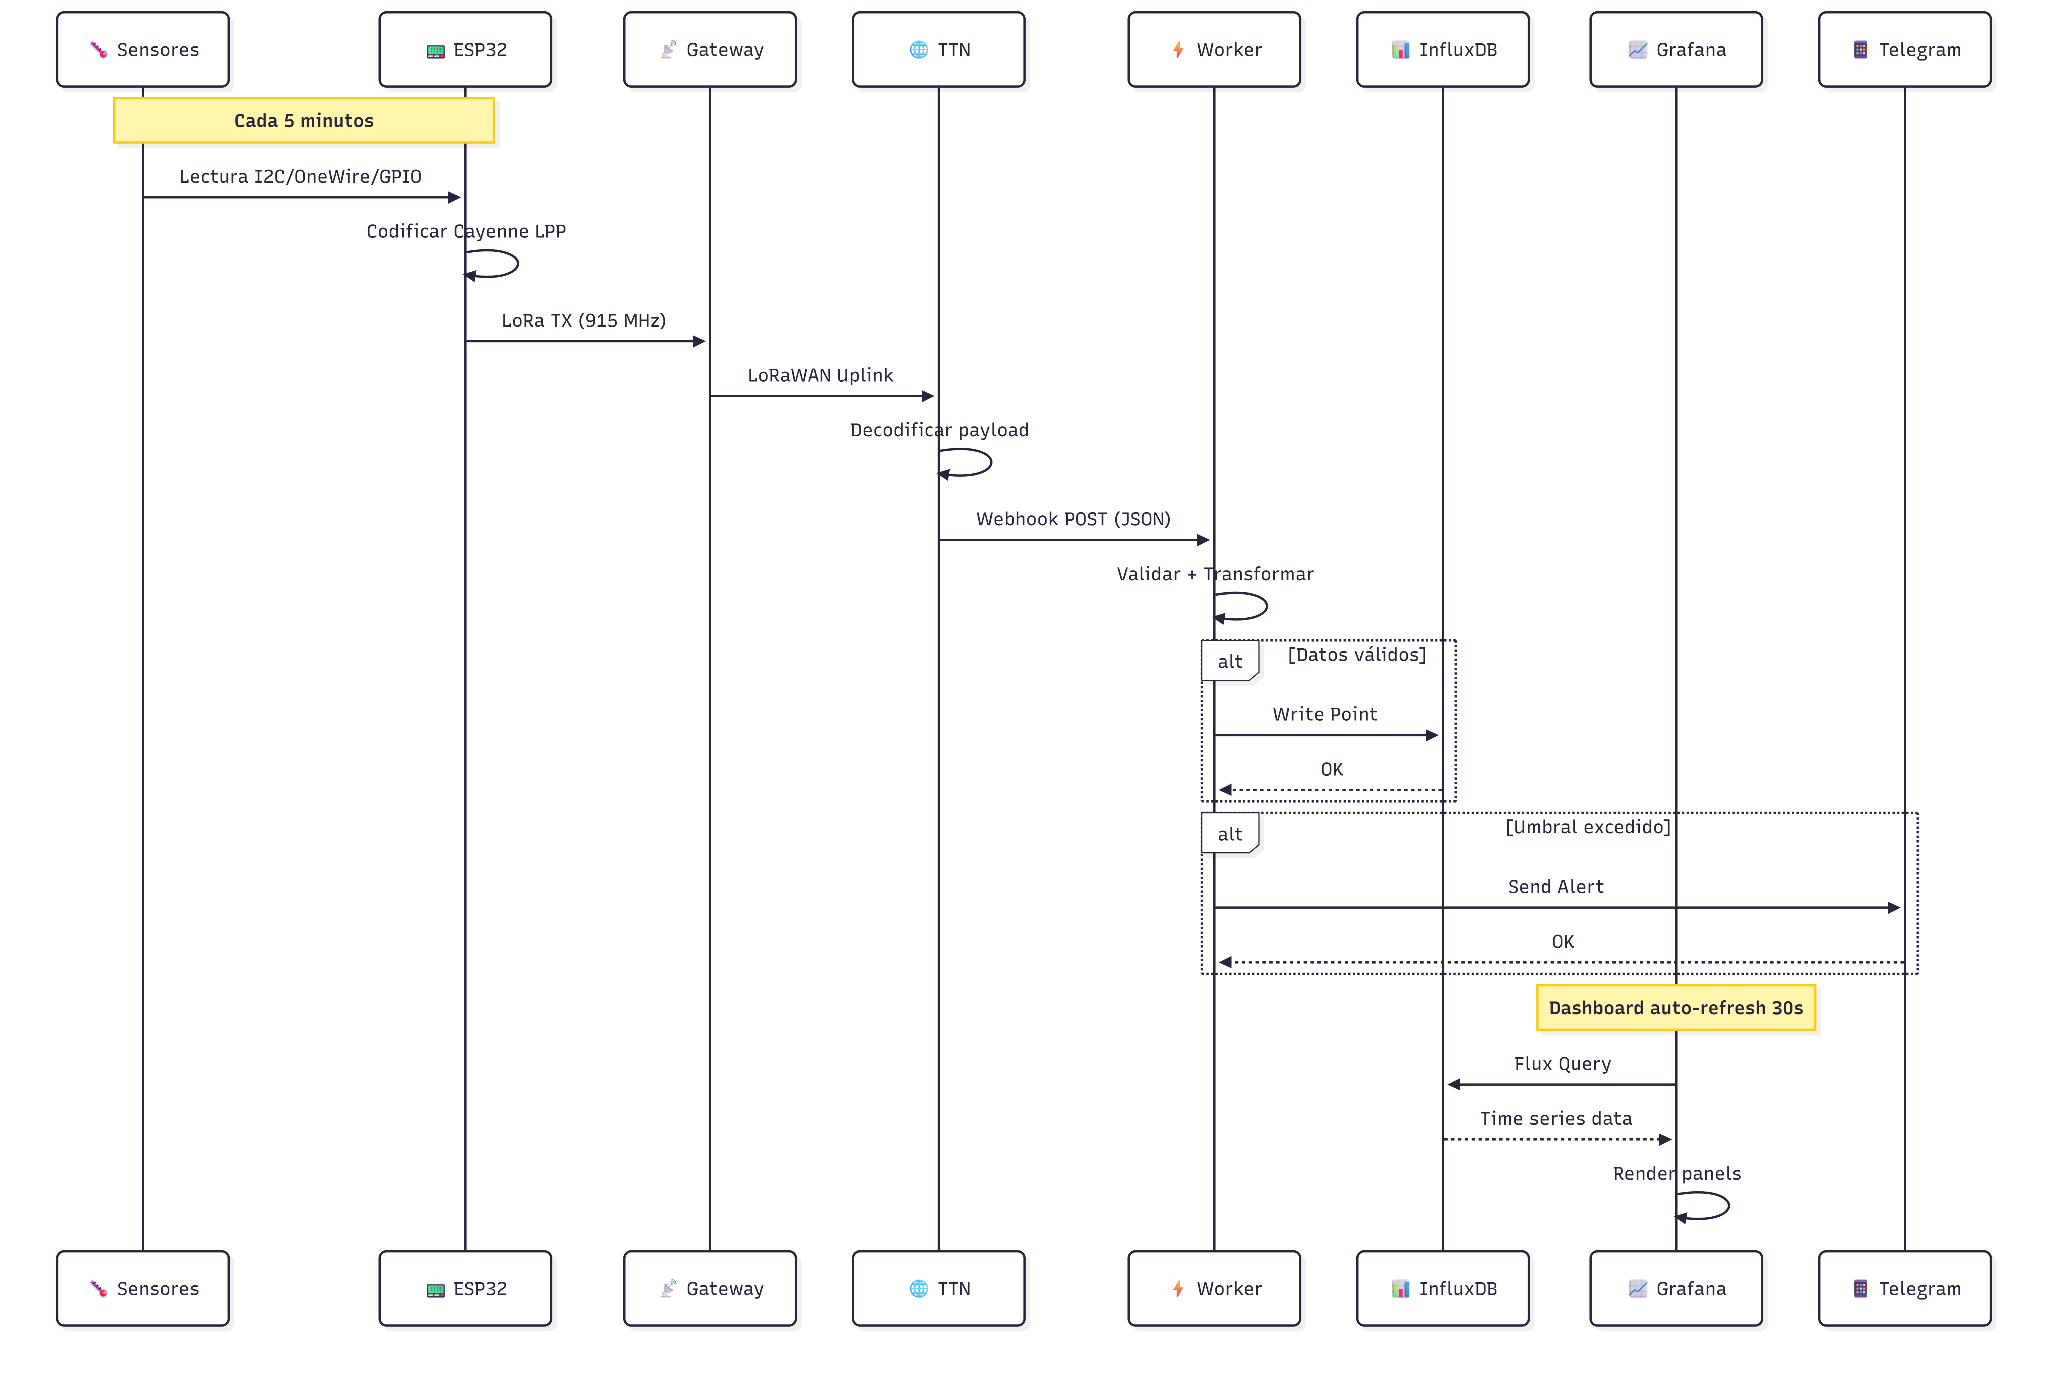 Sensores
ESP32
Gateway
TTN
Worker
InfluxDB
Grafana
Telegram
Cada 5 minutos
Lectura I2C/OneWire/GPIO
Codificar Cayenne LPP
LoRa TX (915 MHz)
LoRaWAN Uplink
Decodificar payload
Webhook POST (JSON)
Validar + Transformar
alt
[Datos válidos]
Write Point
OK
alt
[Umbral excedido]
Send Alert
OK
Dashboard auto-refresh 30s
Flux Query
Time series data
Render panels
Sensores
ESP32
Gateway
TTN
Worker
InfluxDB
Grafana
Telegram